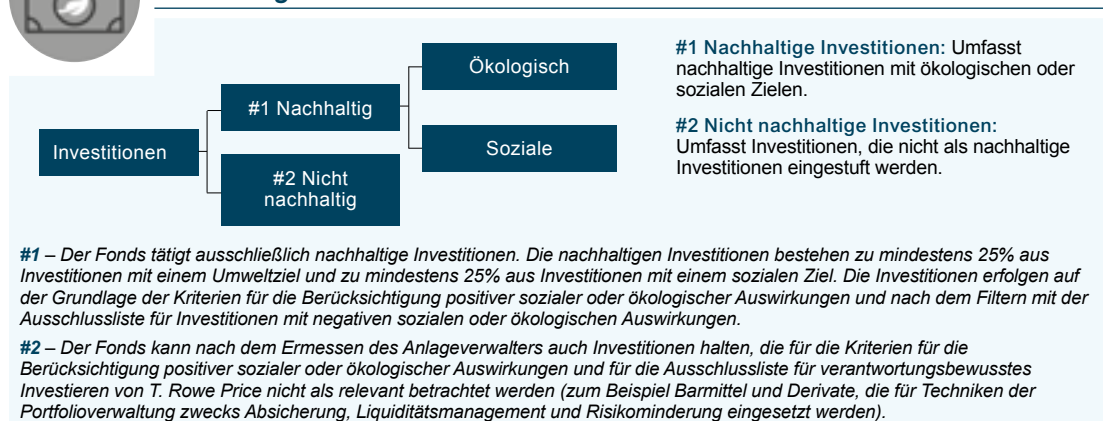 Investitionen
#1 Nachhaltig
#2 Nicht
nachhaltig
Ökologisch
Soziale
#1 Nachhaltige Investitionen: Umfasst
nachhaltige Investitionen mit ökologischen oder
sozialen Zielen.
#2 Nicht nachhaltige Investitionen:
Umfasst Investitionen, die nicht als nachhaltige
Investitionen eingestuft werden.
#1 – Der Fonds tätigt ausschließlich nachhaltige Investitionen. Die nachhaltigen Investitionen bestehen zu mindestens 25% aus
Investitionen mit einem Umweltziel und zu mindestens 25% aus Investitionen mit einem sozialen Ziel. Die Investitionen erfolgen auf
der Grundlage der Kriterien für die Berücksichtigung positiver sozialer oder ökologischer Auswirkungen und nach dem Filtern mit der
Ausschlussliste für Investitionen mit negativen sozialen oder ökologischen Auswirkungen.
#2 – Der Fonds kann nach dem Ermessen des Anlageverwalters auch Investitionen halten, die für die Kriterien für die
Berücksichtigung positiver sozialer oder ökologischer Auswirkungen und für die Ausschlussliste für verantwortungsbewusstes
Investieren von T. Rowe Price nicht als relevant betrachtet werden (zum Beispiel Barmittel und Derivate, die für Techniken der
Portfolioverwaltung zwecks Absicherung, Liquiditätsmanagement und Risikominderung eingesetzt werden).